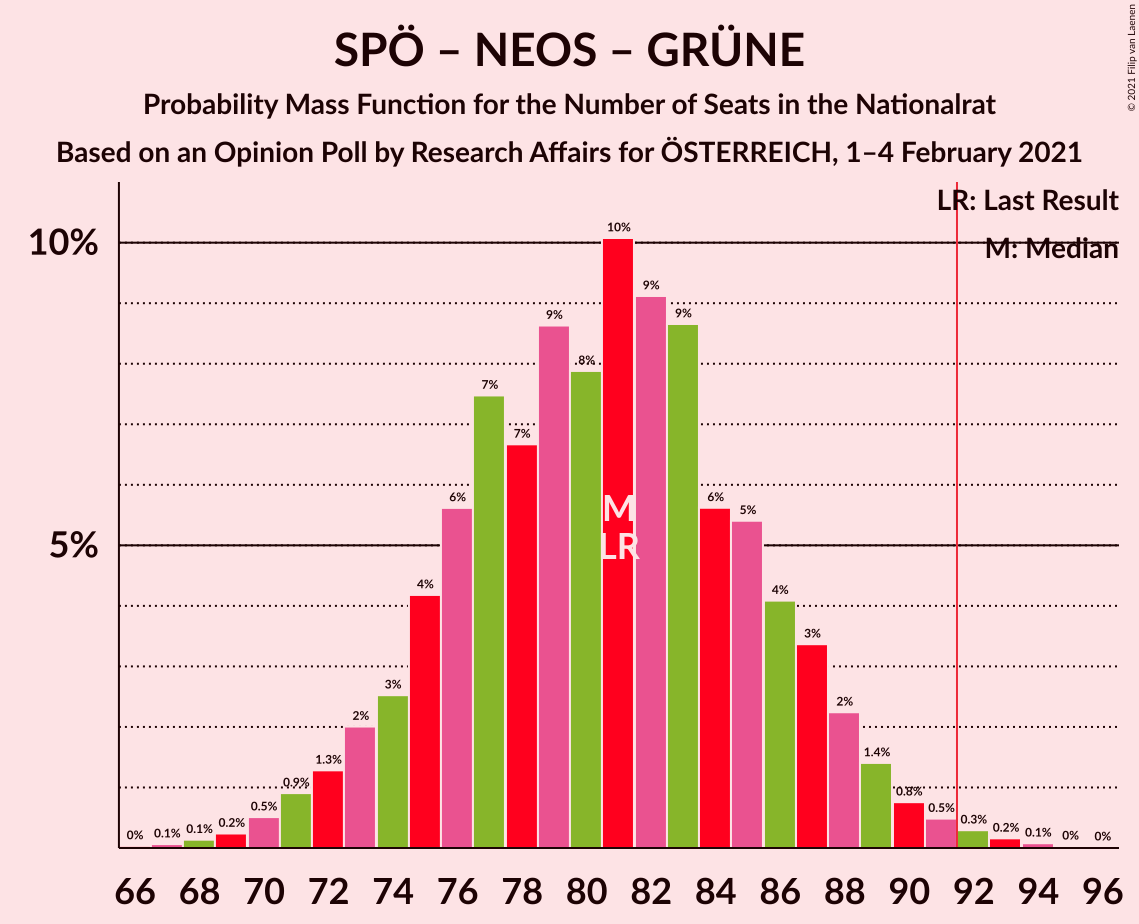 SPÖ – NEOS – GRÜNE
Probability Mass Function for the Number of Seats in the Nationalrat
Based on an Opinion Poll by Research Affairs for ÖSTERREICH, 1–4 February 2021
© 2021 Filip van Laenen
LR: Last Result
M: Median
10%
5%
0% 0.1% 0.1% 0.2% 0.5% 0.9% 1.3% 2% 3% 4% 6% 7% 7% 9% 8% 10% 9% 9% 6% 5% 4% 3% 2% 1.4% 0.8% 0.5% 0.3% 0.2% 0.1% 0% 0%
M
LR
66 68 70 72 74 76 78 80 82 84 86 88 90 92 94 96